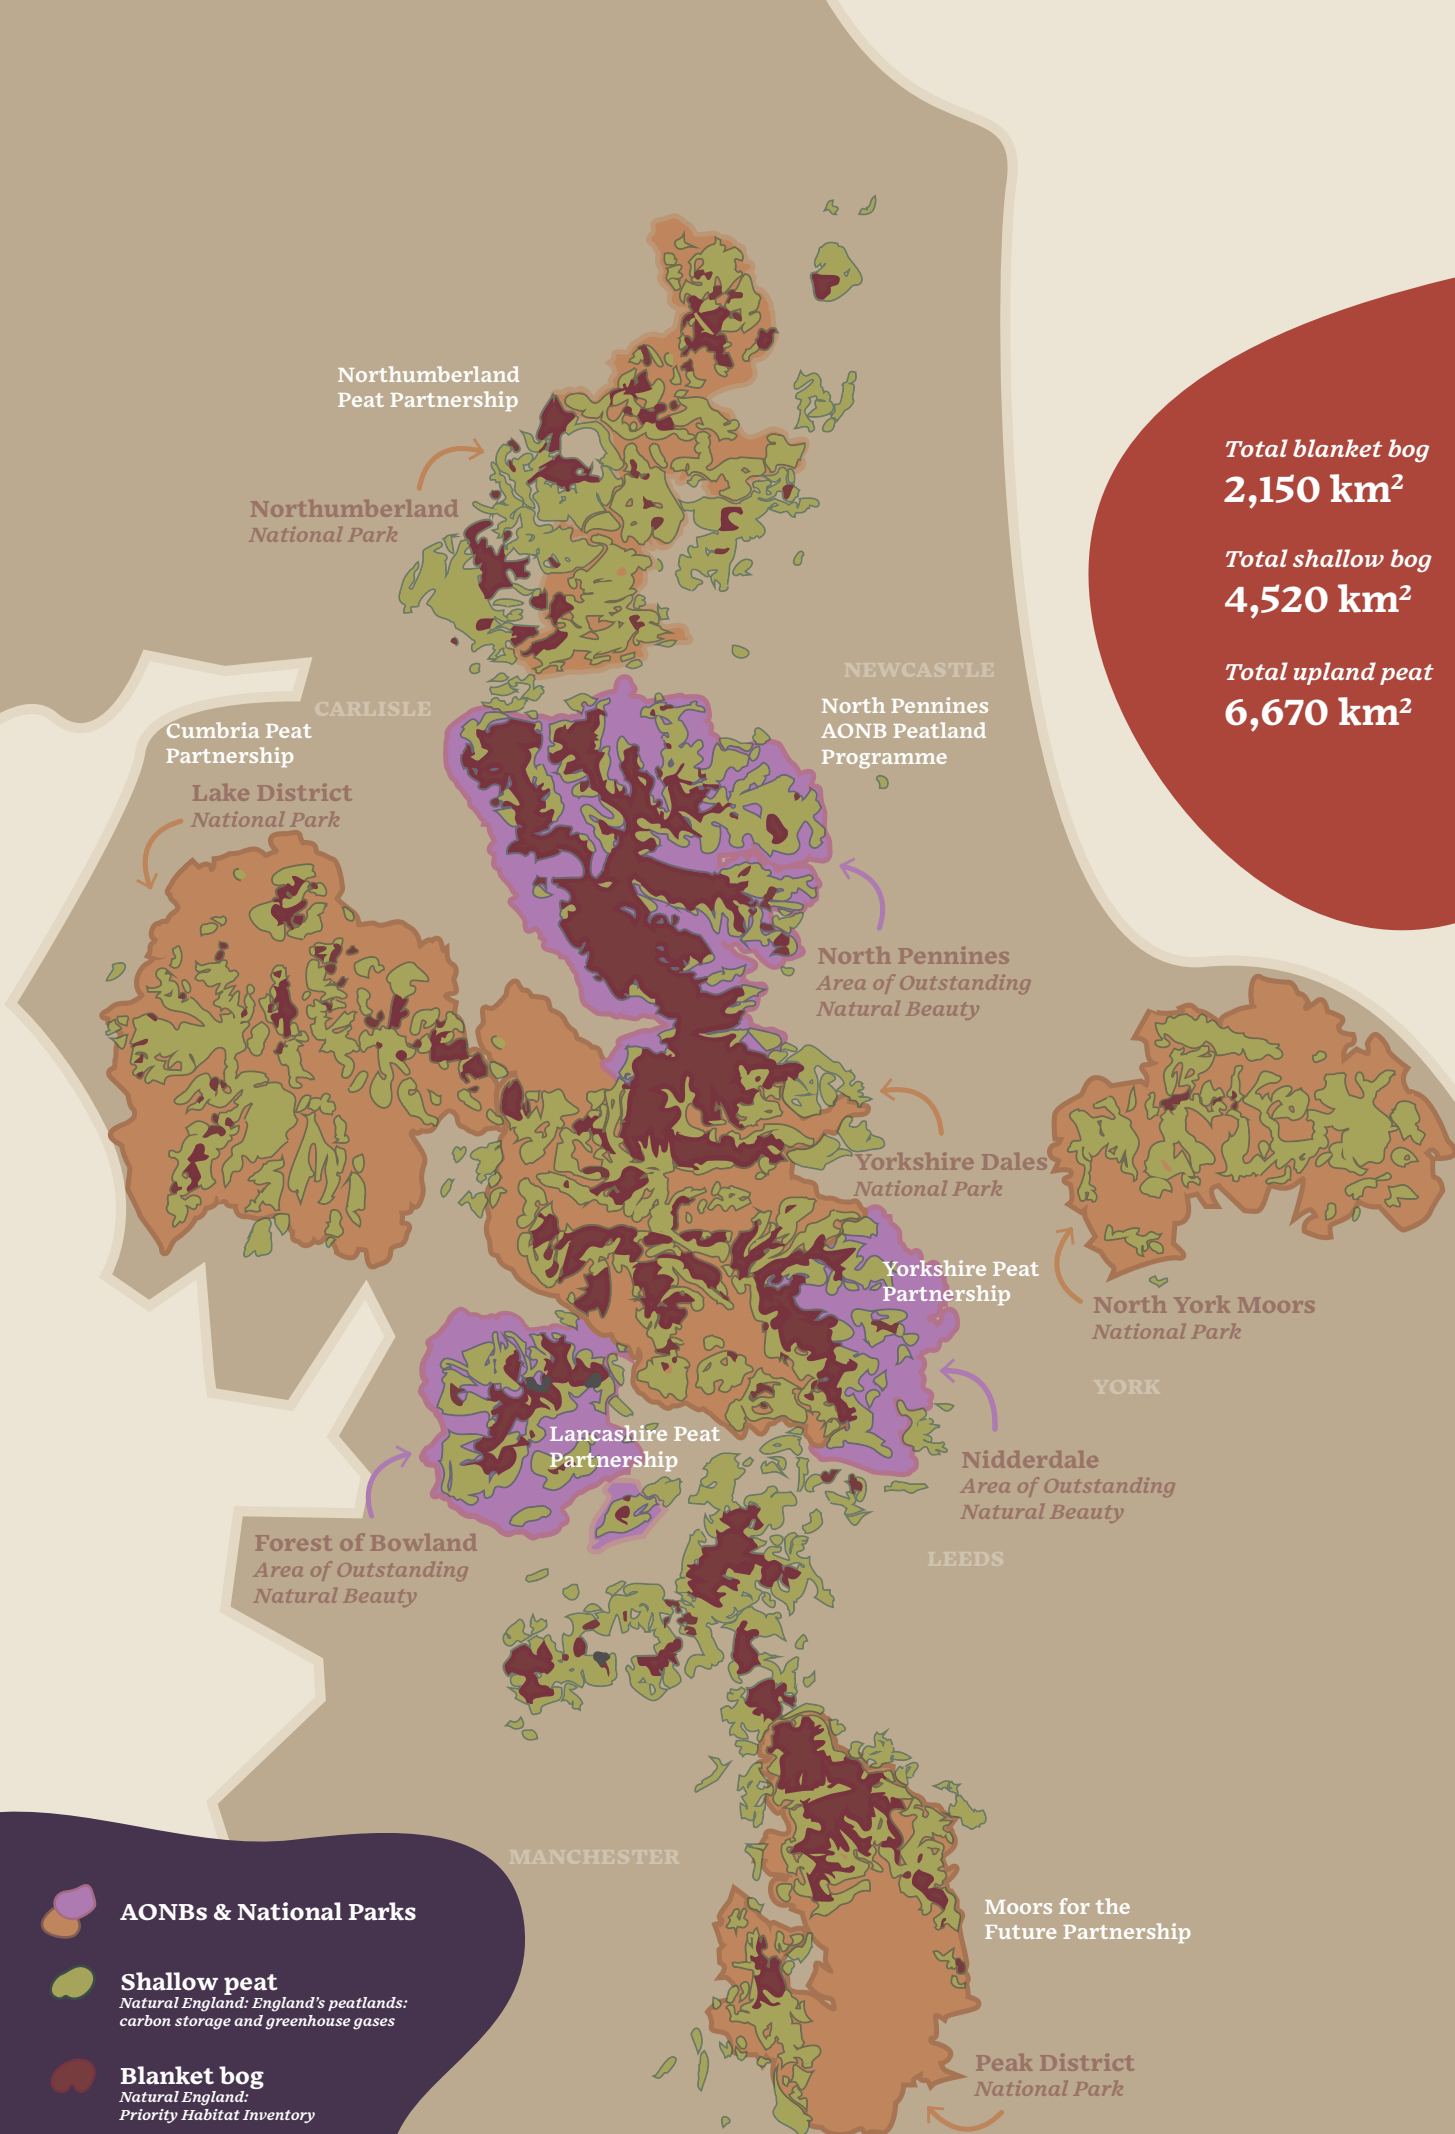 Northumberland
Peat Partnership
Northumberland
National Park
Total blanket bog
2,150 km²
Total shallow bog
4,520 km²
Total upland peat
6,670 km²
NEWCASTLE
CARLISLE
North Pennines
AONB Peatland
Programme
Cumbria Peat
Partnership
Lake District
National Park
North Pennines
Area of Outstanding
Natural Beauty
Yorkshire Dales
National Park
Yorkshire Peat
Partnership
North York Moors
National Park
YORK
Lancashire Peat
Partnership
Nidderdale
Area of Outstanding
Natural Beauty
Forest of Bowland
Area of Outstanding
Natural Beauty
LEEDS
MANCHESTER
Moors for the
Future Partnership
Peak District
National Park
AONBs & National Parks
Shallow peat
Natural England: England's peatlands:
carbon storage and greenhouse gases
Blanket bog
Natural England:
Priority Habitat Inventory